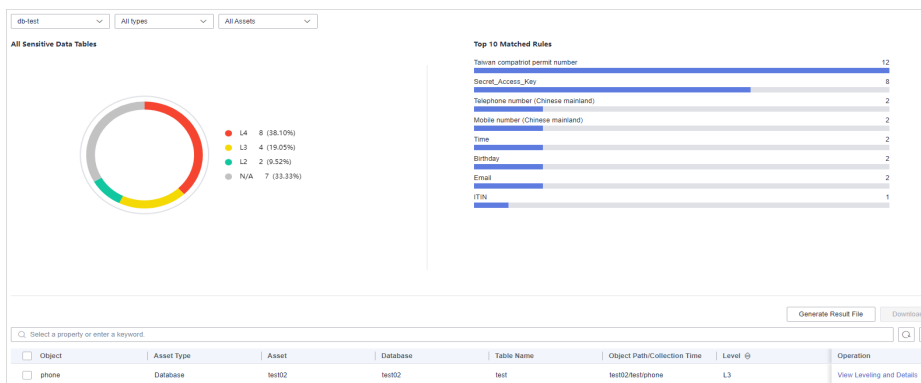 db-test All types All Assets
All Sensitive Data Tables
L4 8 (38.10%)
L3 4 (19.05%)
L2 2 (9.52%)
N/A 7 (33.33%)
Top 10 Matched Rules
Taiwan compatriot permit number 12
Secret_Access_Key 8
Telephone number (Chinese mainland) 2
Mobile number (Chinese mainland) 2
Time 2
Birthday 2
Email 2
ITIN 1
Generate Result File Downloa
Select a property or enter a keyword.
Object Asset Type Asset Database Table Name Object Path/Collection Time Level Operation
phone Database test02 test02 test test02/test/phone L3 View Leveling and Details